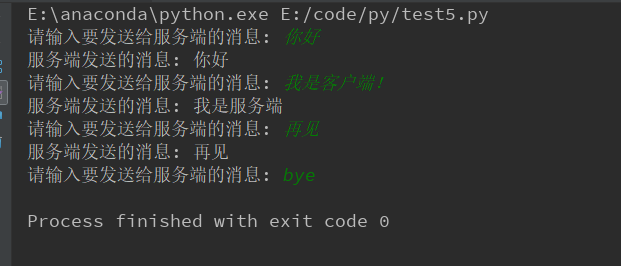 E:\anaconda\python.exe E:/code/py/test5.py
请输入要发送给服务端的消息: 你好
服务端发送的消息: 你好
请输入要发送给服务端的消息: 我是客户端!
服务端发送的消息: 我是服务端
请输入要发送给服务端的消息: 再见
服务端发送的消息: 再见
请输入要发送给服务端的消息: bye
Process finished with exit code 0